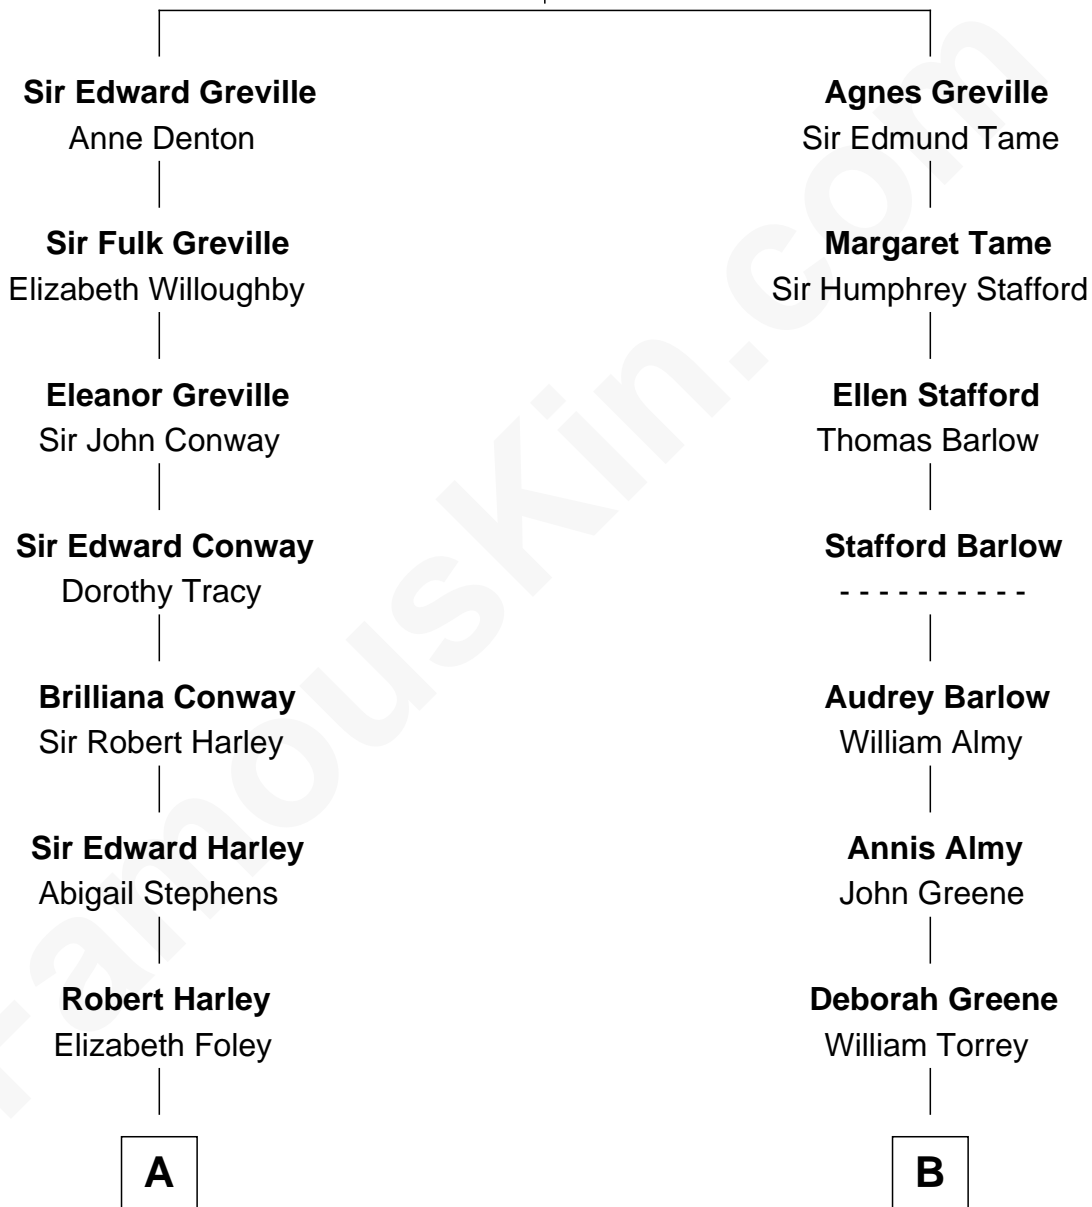 Sir Edward Greville
Anne Denton
Sir Fulk Greville
Elizabeth Willoughby
Eleanor Greville
Sir John Conway
Sir Edward Conway
Dorothy Tracy
Brilliana Conway
Sir Robert Harley
Sir Edward Harley
Abigail Stephens
Robert Harley
Elizabeth Foley
A
Agnes Greville
Sir Edmund Tame
Margaret Tame
Sir Humphrey Stafford
Ellen Stafford
Thomas Barlow
Stafford Barlow
- - - - - - - - - -
Audrey Barlow
William Almy
Annis Almy
John Greene
Deborah Greene
William Torrey
B
FamousKin.com